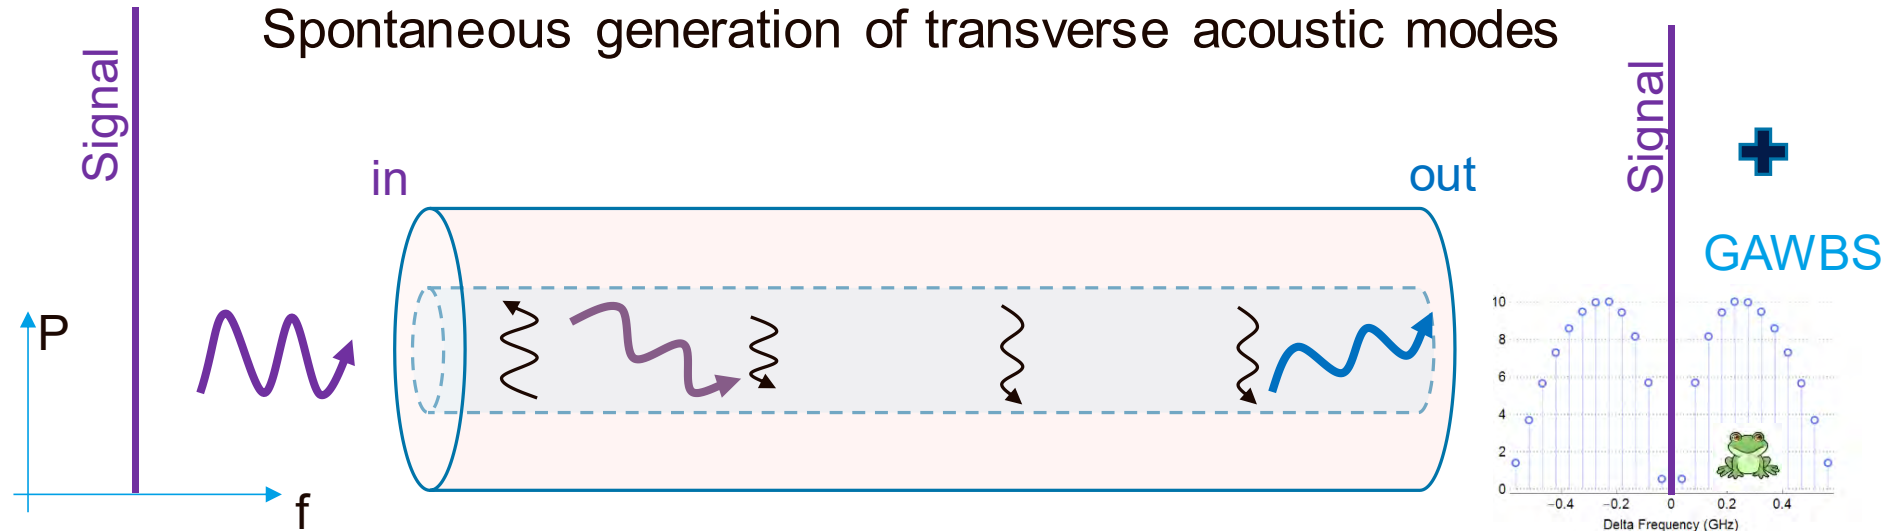 Spontaneous generation of transverse acoustic modes
Signal
in
out
Signal
GAWBS
P
f
10
8
6
4
2
0
−0.4
−0.2
0
0.2
0.4
Delta Frequency (GHz)